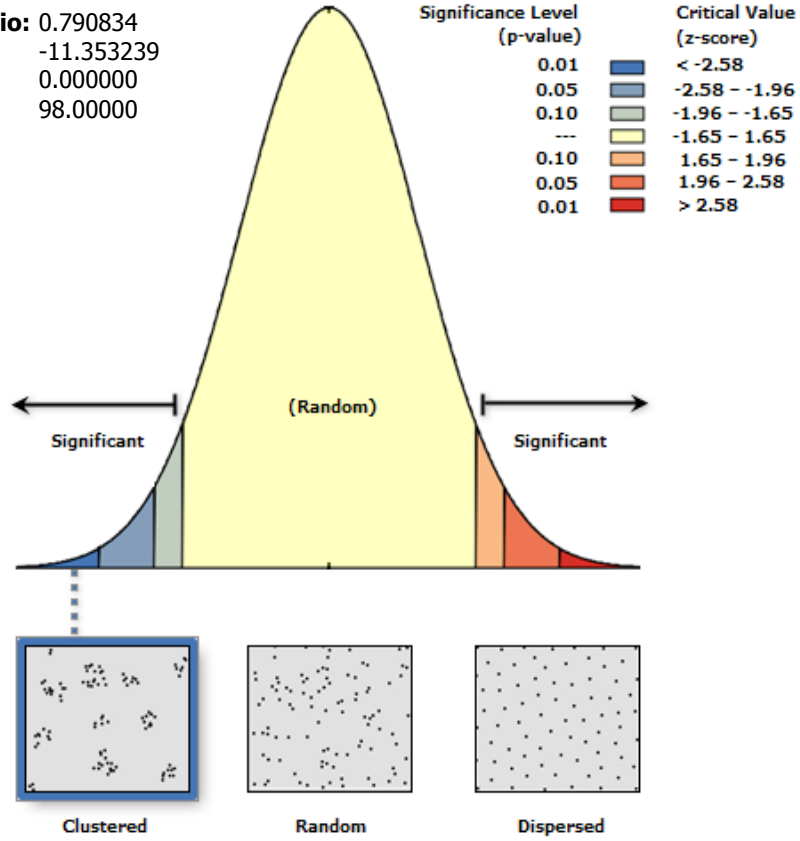 io: 0.790834
-11.353239
0.000000
98.00000
Significance Level
(p-value)
Critical Value
(z-score)
0.01 < -2.58
0.05 -2.58 – -1.96
0.10 -1.96 – -1.65
--- -1.65 – 1.65
0.10 1.65 – 1.96
0.05 1.96 – 2.58
0.01 > 2.58
(Random)
Significant Significant
Clustered Random Dispersed